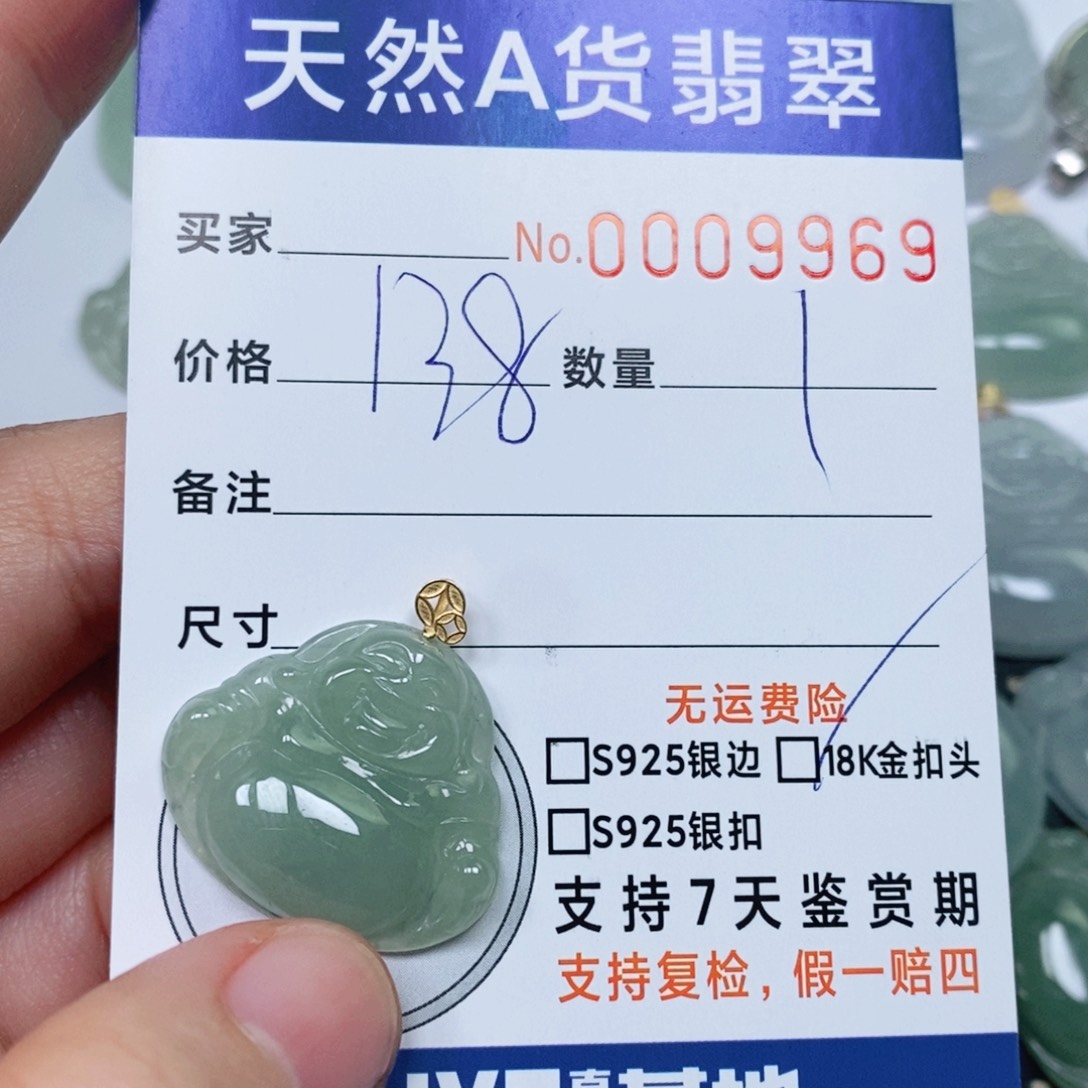 天然A货翡翠
买家 No.0009969
价格 138 数量 1
备注
尺寸
无运费险
□S925银边 □18K金扣头
□S925银扣
支持7天鉴赏期
支持复检，假一赔四